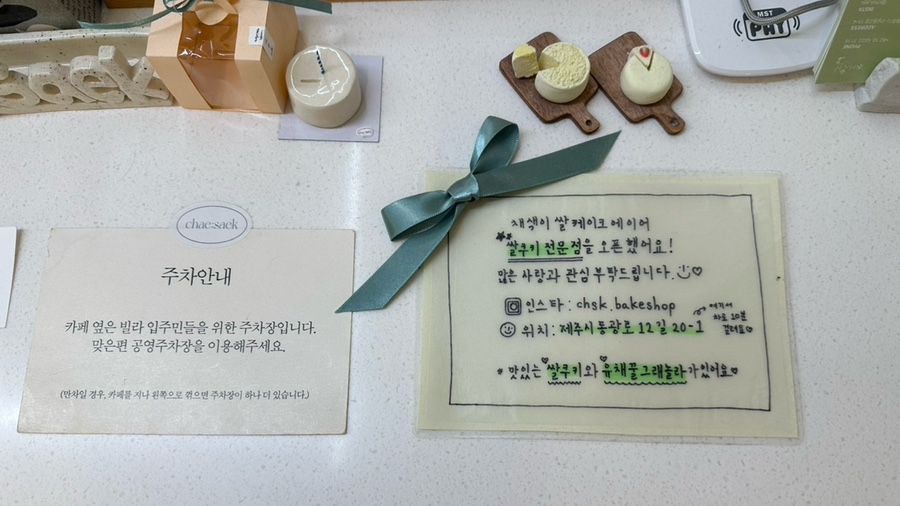 MST
PAY
chae:saek
주차안내
카페 옆은 빌라 입주민들을 위한 주차장입니다.
맞은편 공영주차장을 이용해주세요.
(만차일 경우, 카페를 지나 왼쪽으로 꺾으면 주차장이 하나 더 있습니다.)
채색이 쌀케이크에 이어
쌀쿠키 전문점을 오픈했어요!
많은 사랑과 관심 부탁드립니다.
인스타 : chsk.bakeshop
위치 : 제주시 동광로 12길 20-1
여기서
차로 10분
걸려요
맛있는 쌀쿠키와 유채꿀그래놀라가 있어요